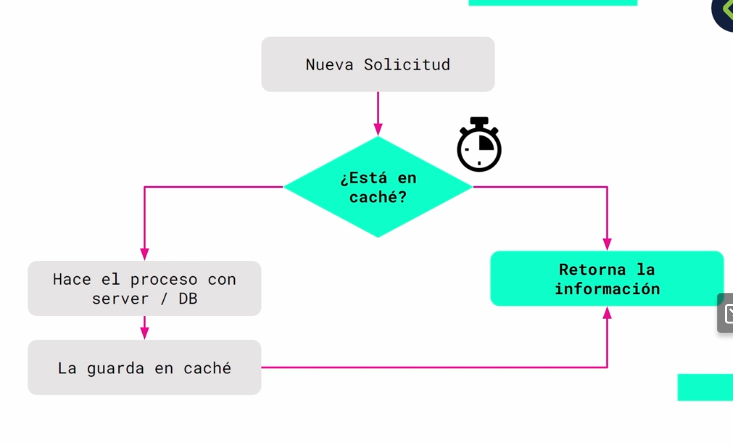 Nueva Solicitud
¿Está en
caché?
Hace el proceso con
server / DB
Retorna la
información
La guarda en caché